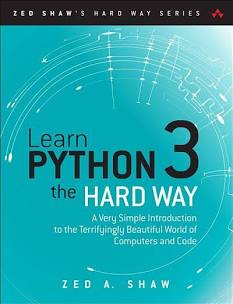 ZED SHAW'S HARD WAY SERIES
Learn
PYTHON 3
the HARD WAY
A Very Simple Introduction
to the Terrifyingly Beautiful World of
Computers and Code
ZED A. SHAW